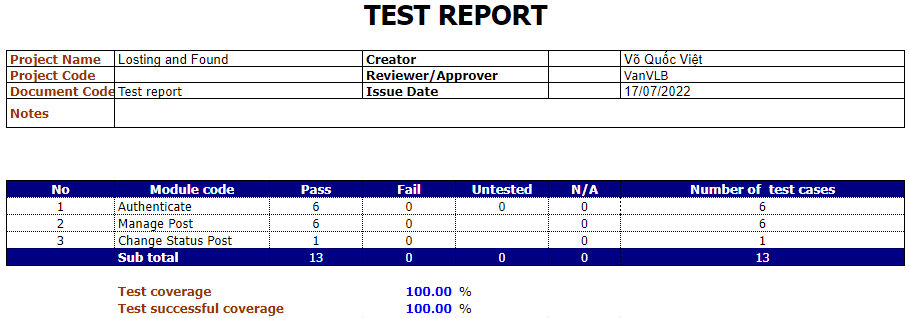 TEST REPORT
Project Name Losting and Found Creator Võ Quốc Việt
Project Code Reviewer/Approver VanVLB
Document Code Test report Issue Date 17/07/2022
Notes
No Module code Pass Fail Untested N/A Number of test cases
1 Authenticate 6 0 0 0 6
2 Manage Post 6 0 0 6
3 Change Status Post 1 0 0 1
Sub total 13 0 0 0 13
Test coverage 100.00 %
Test successful coverage 100.00 %